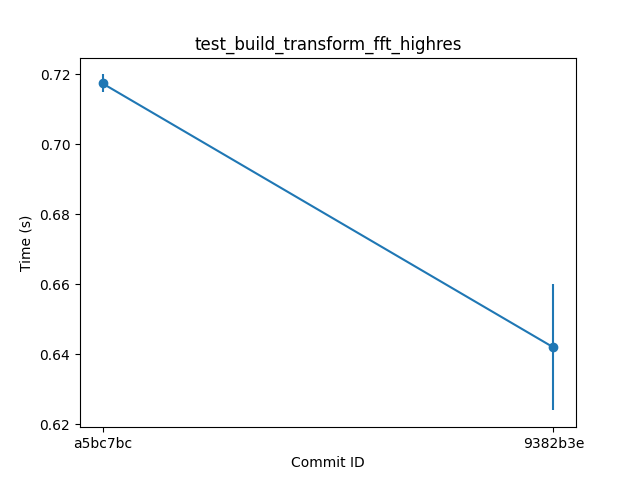 test_build_transform_fft_highres
0.72
0.70
0.68
0.66
0.64
0.62
Time (s)
a5bc7bc
9382b3e
Commit ID